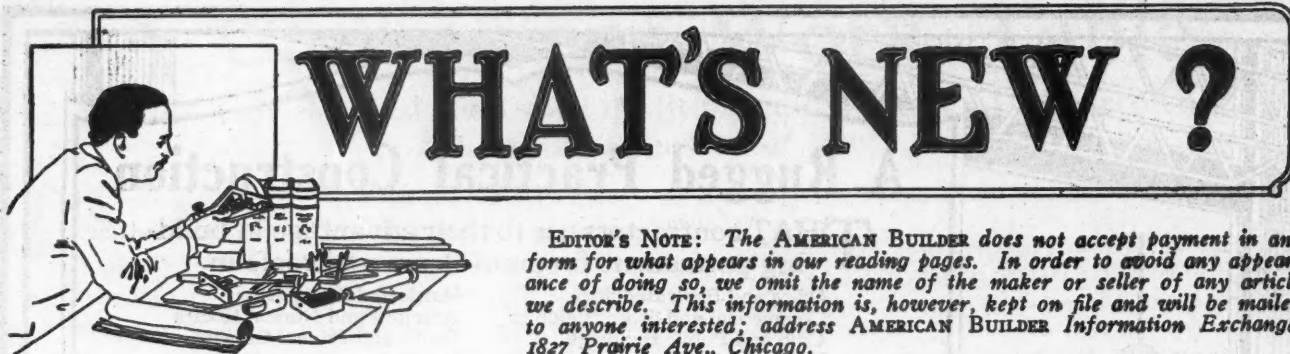 WHAT'S NEW ?
EDITOR'S NOTE: The AMERICAN BUILDER does not accept payment in an
form for what appears in our reading pages. In order to avoid any appear
ance of doing so, we omit the name of the maker or seller of any articl
we describe. This information is, however, kept on file and will be maile
to anyone interested; address AMERICAN BUILDER Information Exchange
1827 Prairie Ave., Chicago.